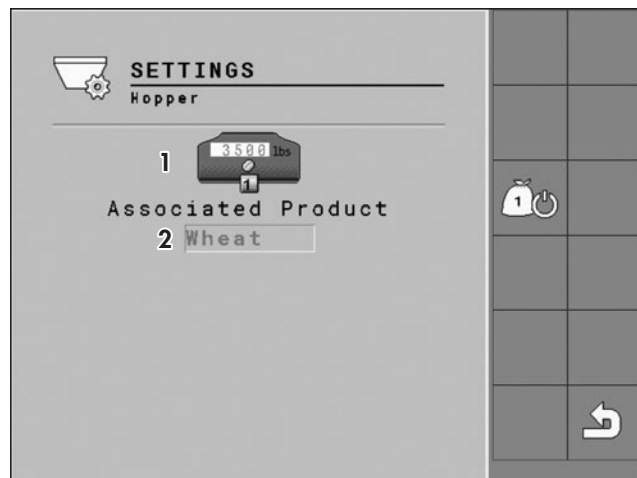 SETTINGS
Hopper
1
3500 lbs
1
Associated Product
2 Wheat
1